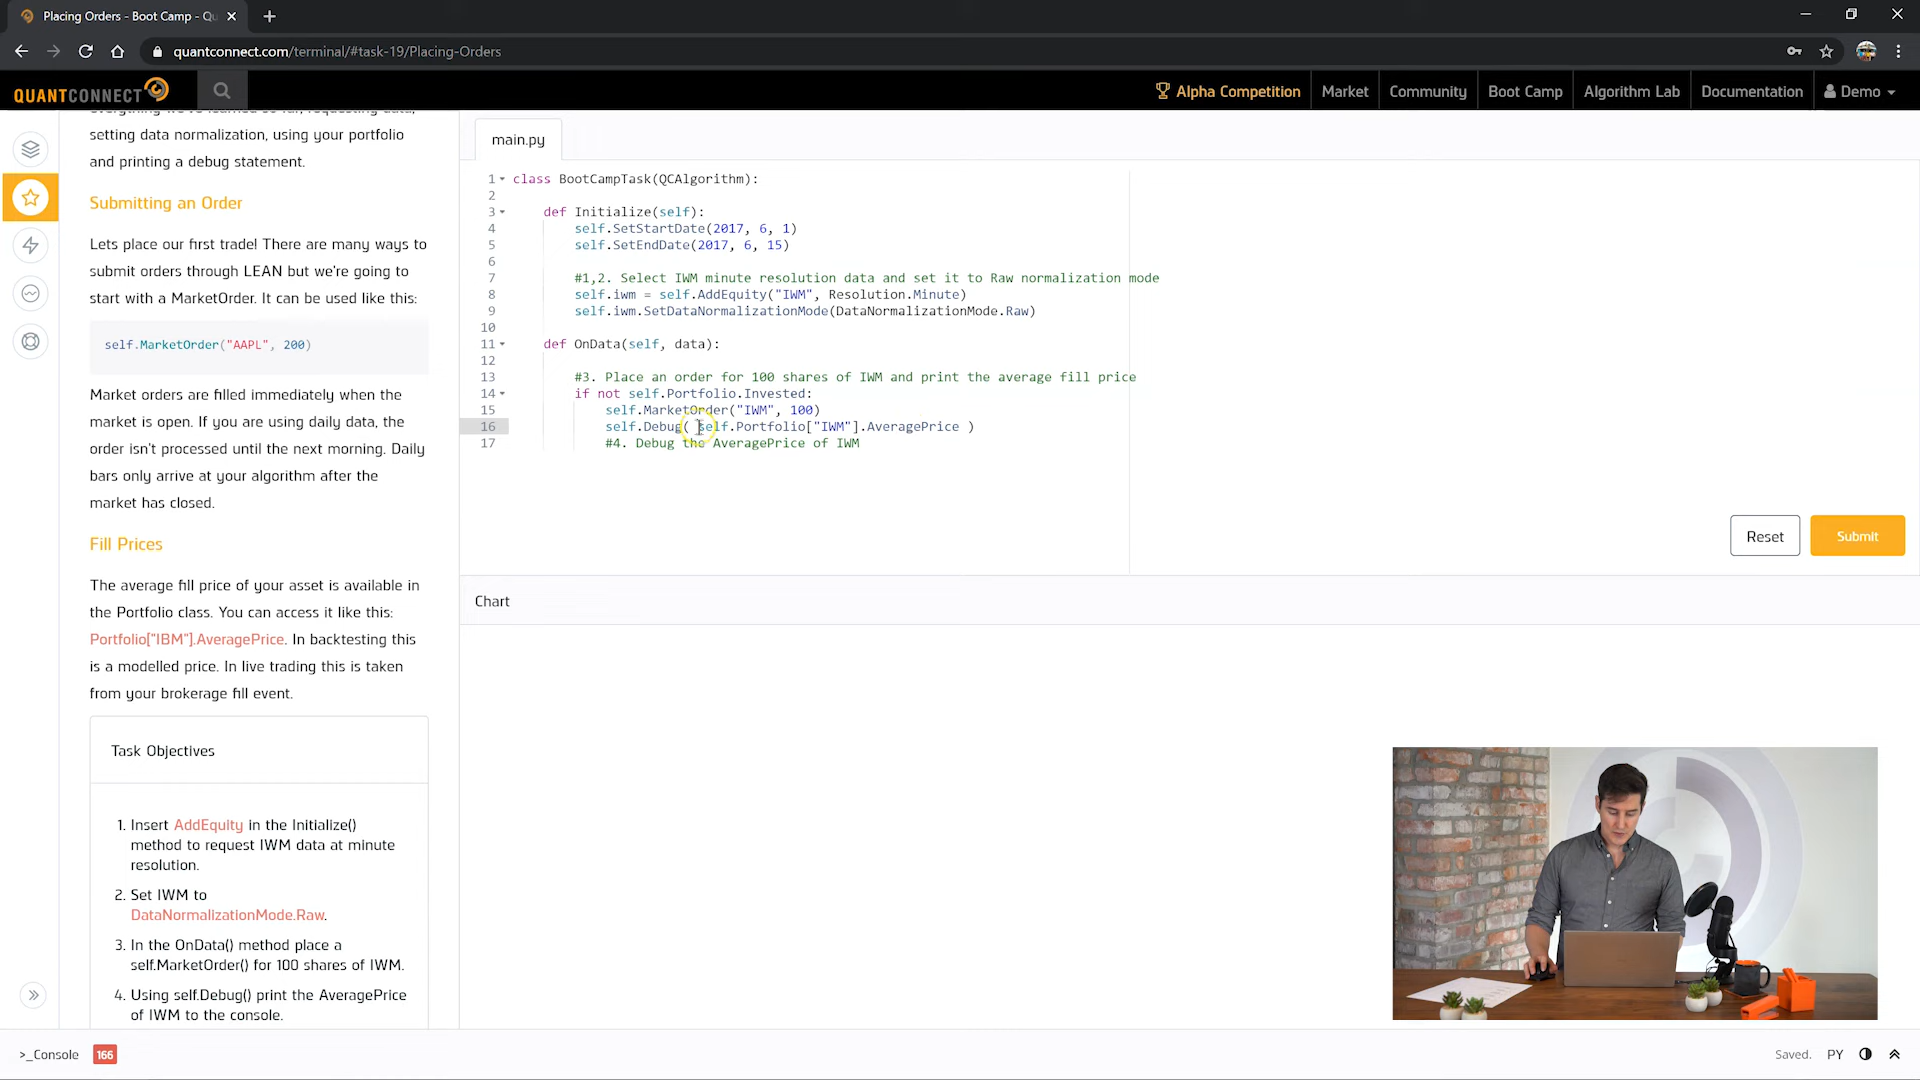 Placing Orders - Boot Camp - Qu
quantconnect.com/terminal/#task-19/Placing-Orders
QUANTCONNECT
Alpha Competition
Market
Community
Boot Camp
Algorithm Lab
Documentation
Demo
setting data normalization, using your portfolio
and printing a debug statement.
Submitting an Order
Lets place our first trade! There are many ways to
submit orders through LEAN but we're going to
start with a MarketOrder. It can be used like this:
self.MarketOrder("AAPL", 200)
Market orders are filled immediately when the
market is open. If you are using daily data, the
order isn't processed until the next morning. Daily
bars only arrive at your algorithm after the
market has closed.
Fill Prices
The average fill price of your asset is available in
the Portfolio class. You can access it like this:
Portfolio["IBM"].AveragePrice. In backtesting this
is a modelled price. In live trading this is taken
from your brokerage fill event.
Task Objectives
1. Insert AddEquity in the Initialize()
method to request IWM data at minute
resolution.
2. Set IWM to
DataNormalizationMode.Raw.
3. In the OnData() method place a
self.MarketOrder() for 100 shares of IWM.
4. Using self.Debug() print the AveragePrice
of IWM to the console.
main.py
1 class BootCampTask(QCAlgorithm):
2
3 def Initialize(self):
4 self.SetStartDate(2017, 6, 1)
5 self.SetEndDate(2017, 6, 15)
6
7 #1,2. Select IWM minute resolution data and set it to Raw normalization mode
8 self.iwm = self.AddEquity("IWM", Resolution.Minute)
9 self.iwm.SetDataNormalizationMode(DataNormalizationMode.Raw)
10
11 def OnData(self, data):
12
13 #3. Place an order for 100 shares of IWM and print the average fill price
14 if not self.Portfolio.Invested:
15 self.MarketOrder("IWM", 100)
16 self.Debug( self.Portfolio["IWM"].AveragePrice )
17 #4. Debug the AveragePrice of IWM
Reset
Submit
Chart
>_Console 166
Saved.
PY